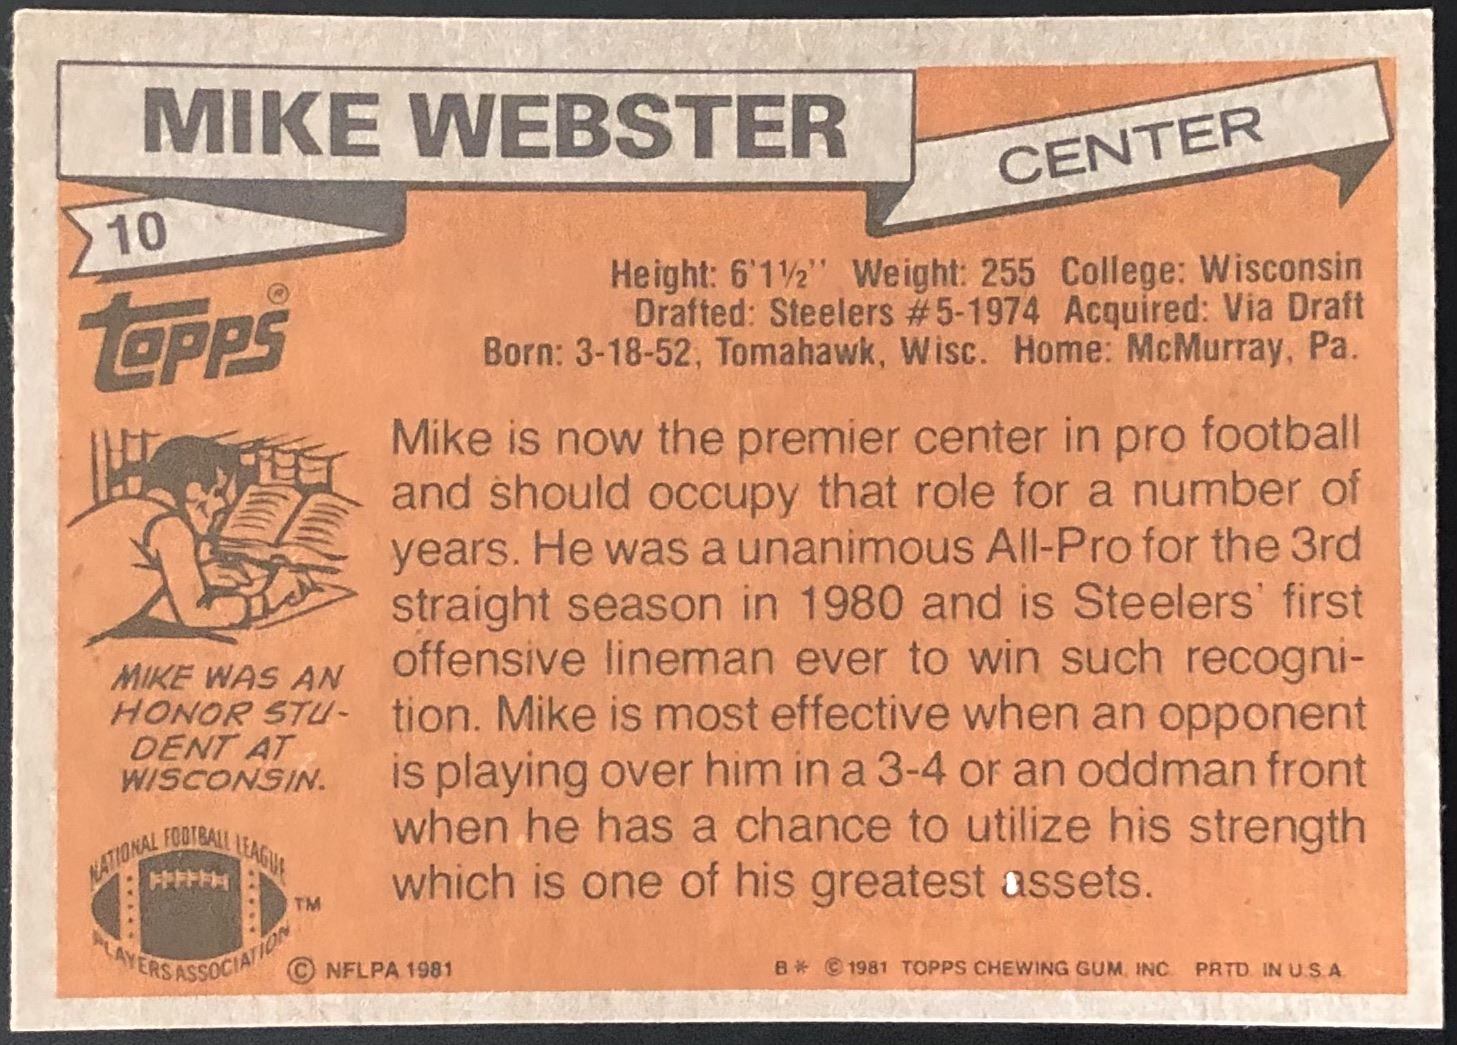 MIKE WEBSTER
CENTER
10
topps®
Height: 6'1½'' Weight: 255 College: Wisconsin
Drafted: Steelers #5-1974 Acquired: Via Draft
Born: 3-18-52, Tomahawk, Wisc. Home: McMurray, Pa.
Mike is now the premier center in pro football
and should occupy that role for a number of
years. He was a unanimous All-Pro for the 3rd
straight season in 1980 and is Steelers' first
offensive lineman ever to win such recogni-
tion. Mike is most effective when an opponent
is playing over him in a 3-4 or an oddman front
when he has a chance to utilize his strength
which is one of his greatest assets.
MIKE WAS AN
HONOR STU-
DENT AT
WISCONSIN.
NATIONAL FOOTBALL LEAGUE
PLAYERS ASSOCIATION
TM
© NFLPA 1981
B* © 1981 TOPPS CHEWING GUM, INC. PRTD. IN U.S.A.